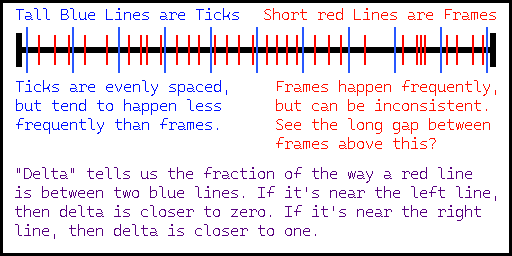 Tall Blue Lines are Ticks
Short red Lines are Frames
Ticks are evenly spaced,
but tend to happen less
frequently than frames.
Frames happen frequently,
but can be inconsistent.
See the long gap between
frames above this?
"Delta" tells us the fraction of the way a red line
is between two blue lines. If it's near the left line,
then delta is closer to zero. If it's near the right
line, then delta is closer to one.